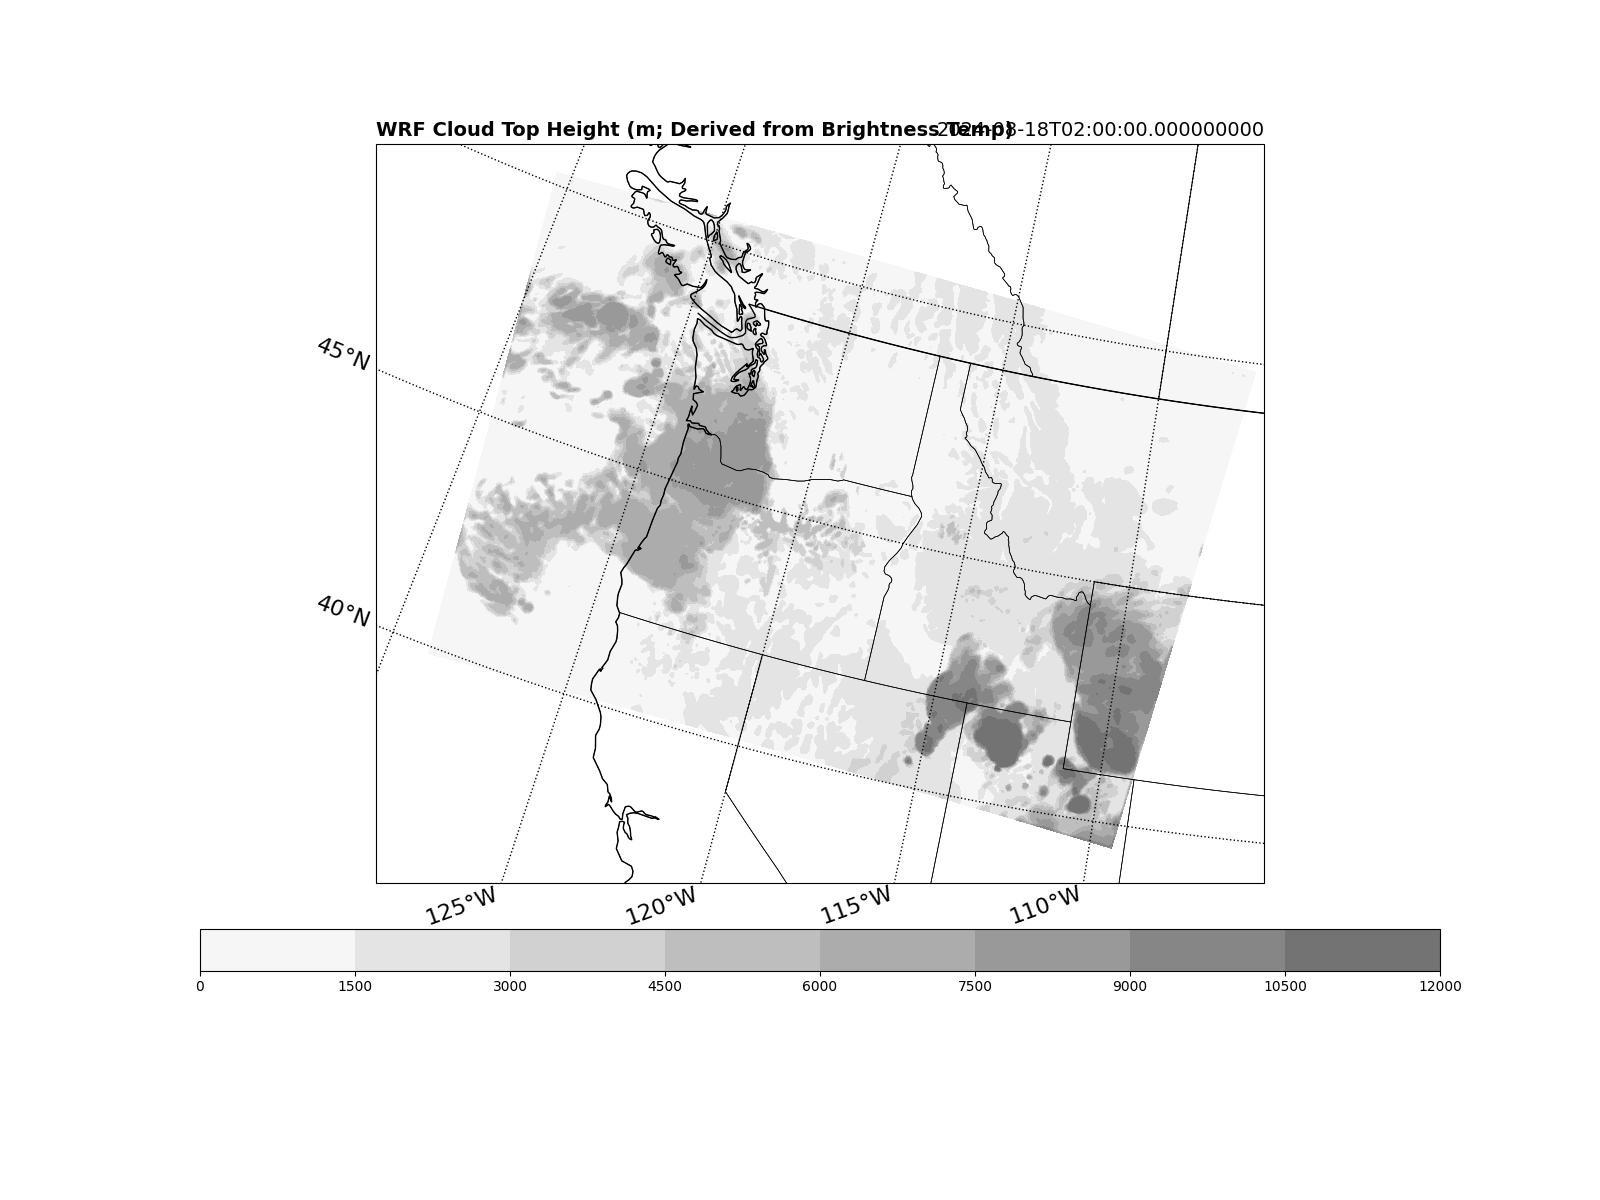 WRF Cloud Top Height (m; Derived from Brightness Temp)
2024-08-18T02:00:00.000000000
45°N
40°N
125°W 120°W 115°W 110°W
0 1500 3000 4500 6000 7500 9000 10500 12000